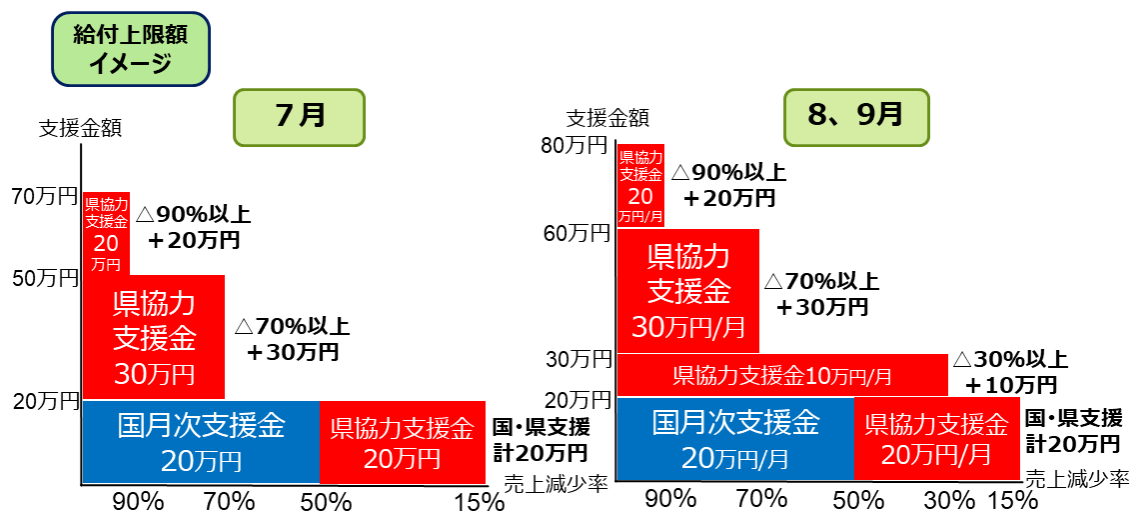 給付上限額
イメージ
７月
支援金額
70万円
50万円
20万円
県協力
支援金
20
万円
△90%以上
＋20万円
県協力
支援金
30万円
△70%以上
＋30万円
国月次支援金
20万円
県協力支援金
20万円
国・県支援
計20万円
売上減少率
90%
70%
50%
15%
8、9月
支援金額
80万円
60万円
30万円
20万円
県協力
支援金
20
万円/月
△90%以上
＋20万円
県協力
支援金
30万円/月
△70%以上
＋30万円
県協力支援金10万円/月
△30%以上
＋10万円
国月次支援金
20万円/月
県協力支援金
20万円/月
国・県支援
計20万円
売上減少率
90%
70%
50%
30%
15%